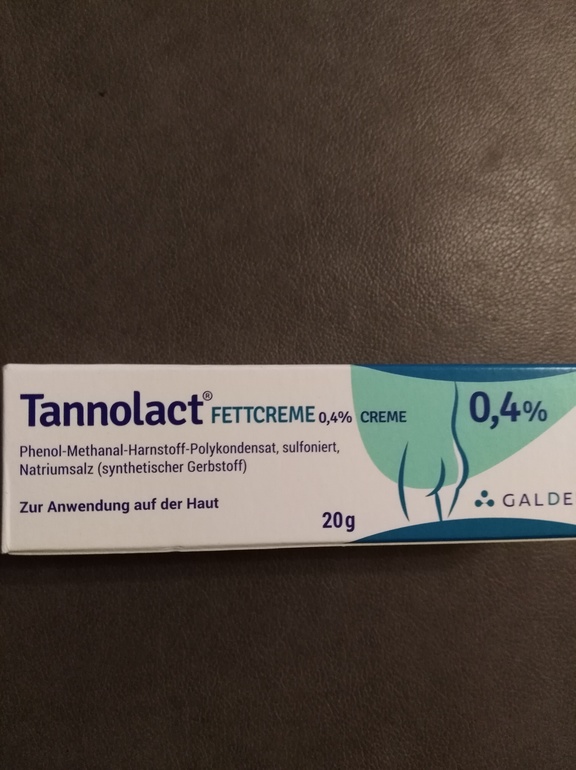 Tannolact® FETTCREME 0,4% CREME
0,4%
Phenol-Methanal-Harnstoff-Polykondensat, sulfoniert,
Natriumsalz (synthetischer Gerbstoff)
Zur Anwendung auf der Haut
20g
GALDE